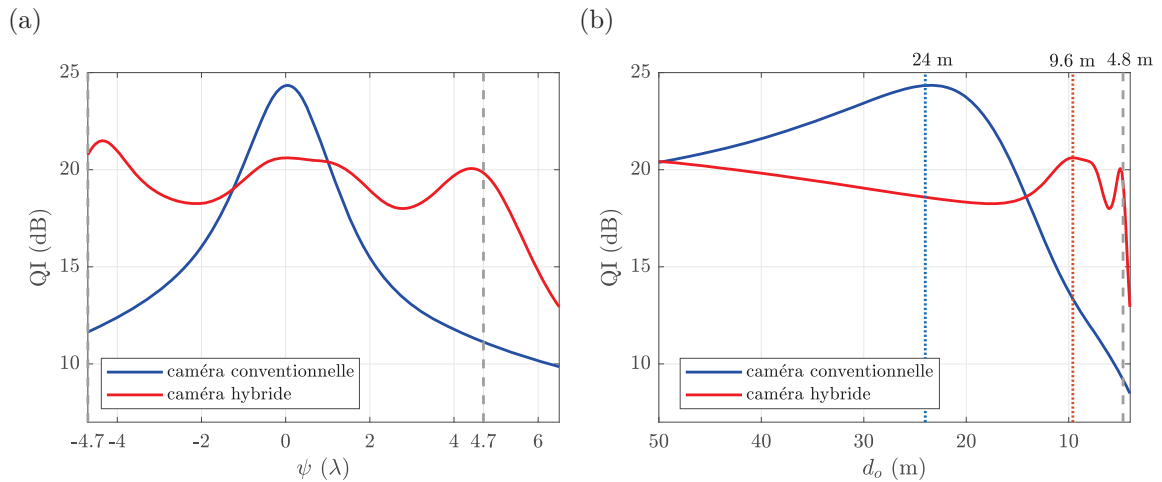 (a)
QI (dB)
25
20
15
10
caméra conventionnelle
caméra hybride
-4.7 -4 -2 0 2 4 4.7 6
ψ (λ)
(b)
24 m 9.6 m 4.8 m
QI (dB)
25
20
15
10
caméra conventionnelle
caméra hybride
50 40 30 20 10
dₒ (m)